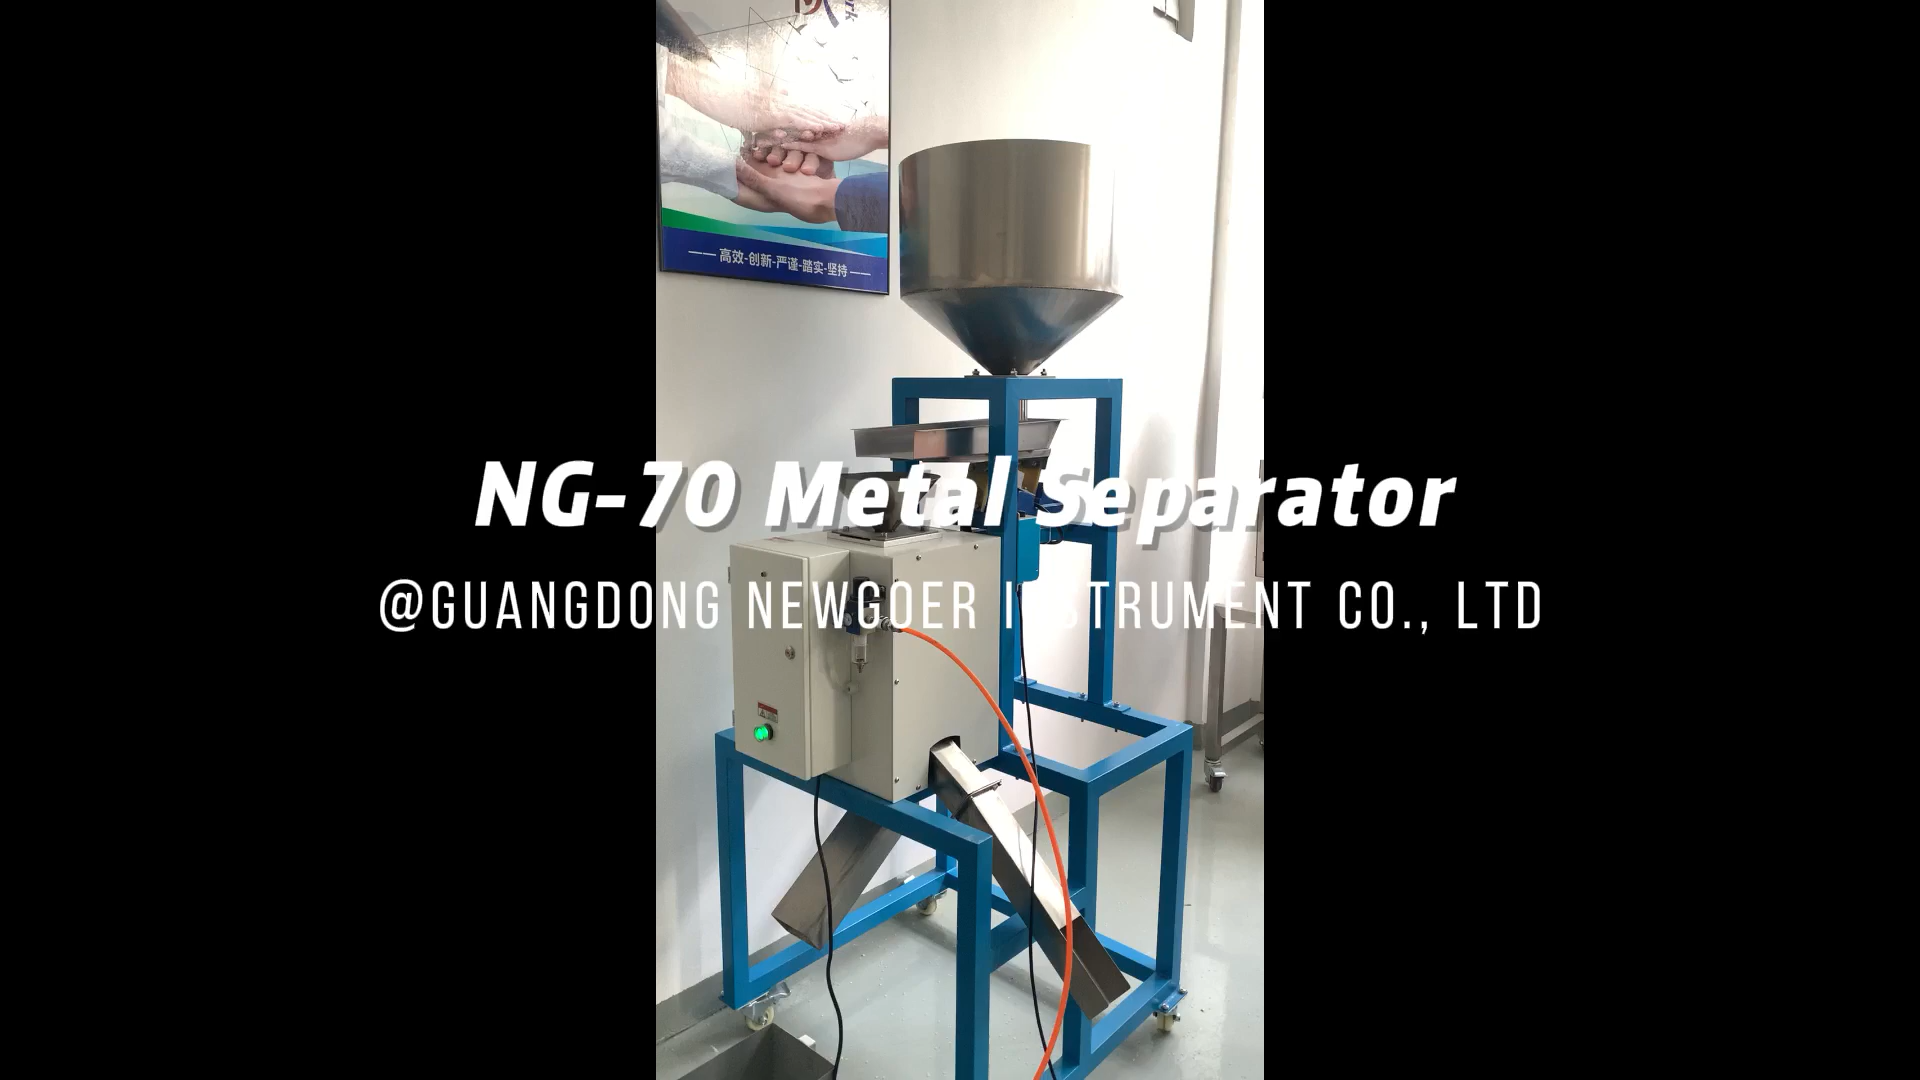 —— 高效-创新-严谨-踏实-坚持 ——
NG-70 Metal Separator
@GUANGDONG NEWGOER INSTRUMENT CO., LTD